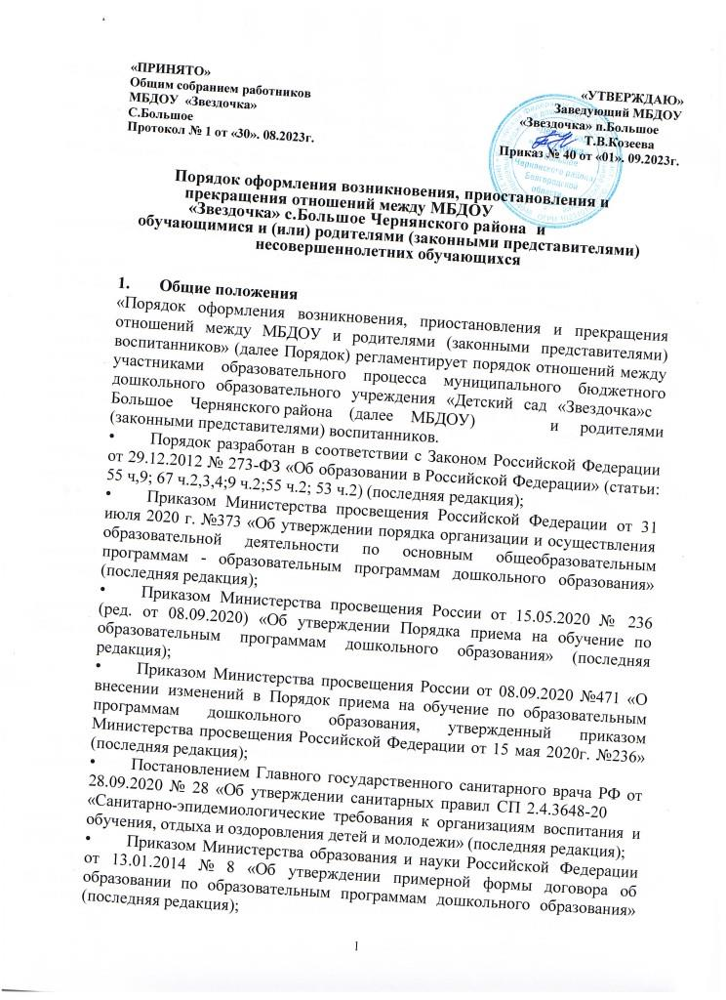 «ПРИНЯТО»
Общим собранием работников
МБДОУ «Звездочка»
С.Большое
Протокол № 1 от «30». 08.2023г.
«УТВЕРЖДАЮ»
Заведующий МБДОУ
«Звездочка» п.Большое
Т.В.Козеева
Приказ № 40 от «01». 09.2023г.
Чернянского района
Белгородской
области
Порядок оформления возникновения, приостановления и
прекращения отношений между МБДОУ
«Звездочка» с.Большое Чернянского района и
обучающимися и (или) родителями (законными представителями)
несовершеннолетних обучающихся
1. Общие положения
«Порядок оформления возникновения, приостановления и прекращения
отношений между МБДОУ и родителями (законными представителями)
воспитанников» (далее Порядок) регламентирует порядок отношений между
участниками образовательного процесса муниципального бюджетного
дошкольного образовательного учреждения «Детский сад «Звездочка»с
Большое Чернянского района (далее МБДОУ) и родителями
(законными представителями) воспитанников.
• Порядок разработан в соответствии с Законом Российской Федерации
от 29.12.2012 № 273-ФЗ «Об образовании в Российской Федерации» (статьи:
55 ч,9; 67 ч.2,3,4;9 ч.2;55 ч.2; 53 ч.2) (последняя редакция);
• Приказом Министерства просвещения Российской Федерации от 31
июля 2020 г. №373 «Об утверждении порядка организации и осуществления
образовательной деятельности по основным общеобразовательным
программам - образовательным программам дошкольного образования»
(последняя редакция);
• Приказом Министерства просвещения России от 15.05.2020 № 236
(ред. от 08.09.2020) «Об утверждении Порядка приема на обучение по
образовательным программам дошкольного образования» (последняя
редакция);
• Приказом Министерства просвещения России от 08.09.2020 №471 «О
внесении изменений в Порядок приема на обучение по образовательным
программам дошкольного образования, утвержденный приказом
Министерства просвещения Российской Федерации от 15 мая 2020г. №236»
(последняя редакция);
• Постановлением Главного государственного санитарного врача РФ от
28.09.2020 № 28 «Об утверждении санитарных правил СП 2.4.3648-20
«Санитарно-эпидемиологические требования к организациям воспитания и
обучения, отдыха и оздоровления детей и молодежи» (последняя редакция);
• Приказом Министерства образования и науки Российской Федерации
от 13.01.2014 № 8 «Об утверждении примерной формы договора об
образовании по образовательным программам дошкольного образования»
(последняя редакция);
1